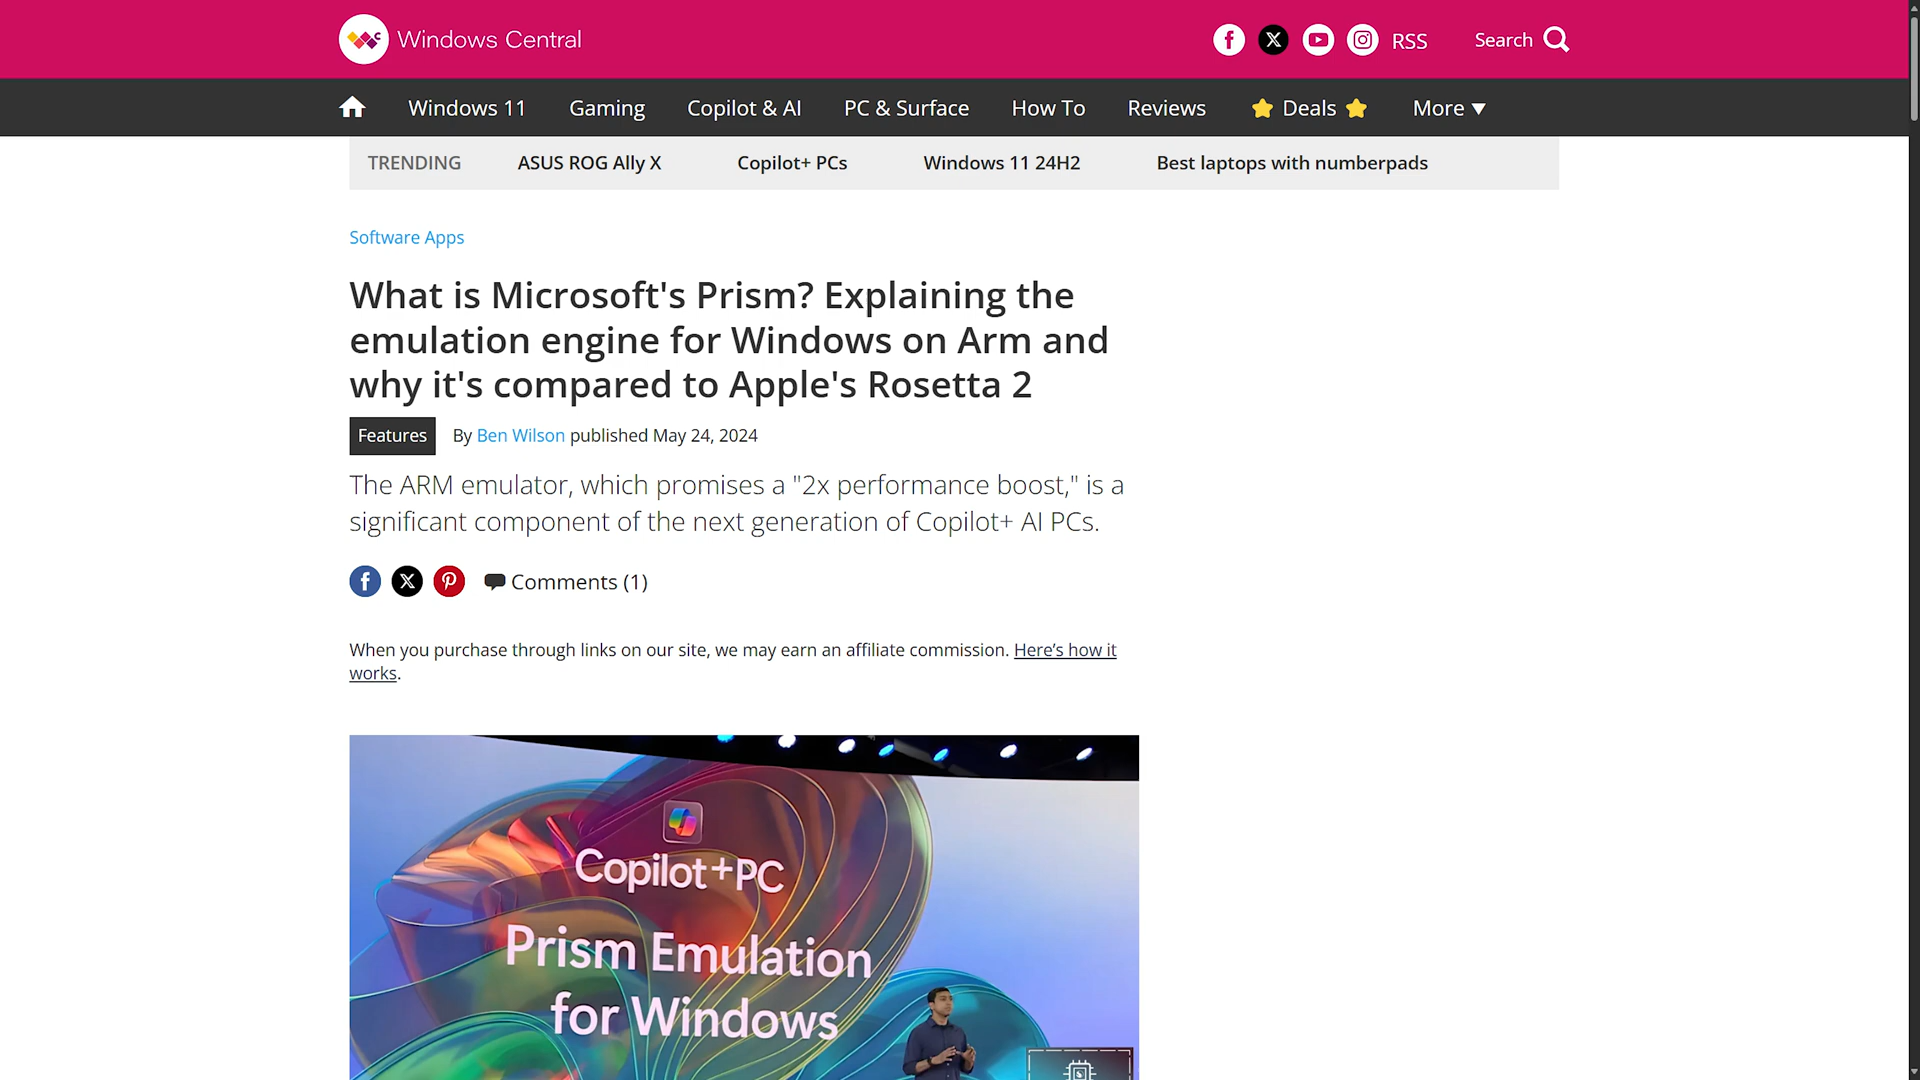 Windows Central
RSS
Search
Windows 11
Gaming
Copilot & AI
PC & Surface
How To
Reviews
Deals
More
TRENDING
ASUS ROG Ally X
Copilot+ PCs
Windows 11 24H2
Best laptops with numberpads
Software Apps
What is Microsoft's Prism? Explaining the
emulation engine for Windows on Arm and
why it's compared to Apple's Rosetta 2
Features
By Ben Wilson published May 24, 2024
The ARM emulator, which promises a "2x performance boost," is a
significant component of the next generation of Copilot+ AI PCs.
Comments (1)
When you purchase through links on our site, we may earn an affiliate commission. Here’s how it
works.
Copilot+PC
Prism Emulation
for Windows